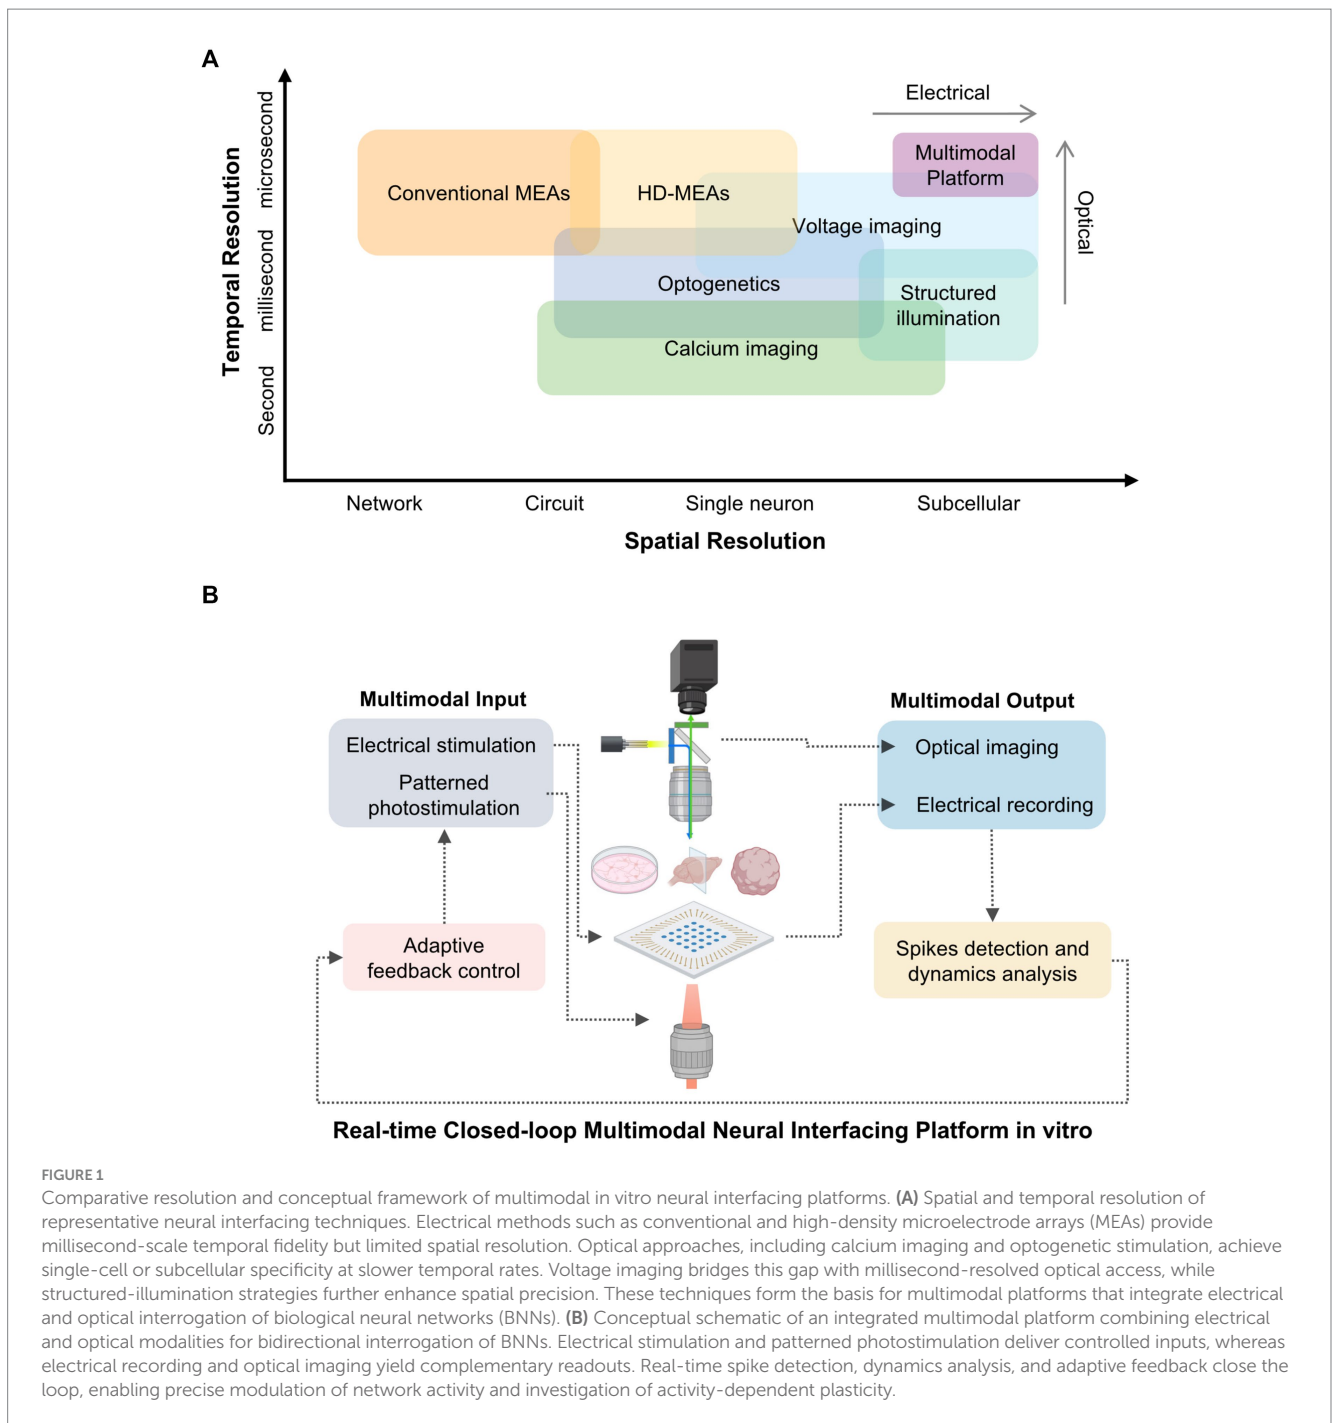 A
Temporal Resolution
microsecond
millisecond
Second
Electrical
Optical
Conventional MEAs
HD-MEAs
Multimodal
Platform
Voltage imaging
Optogenetics
Structured
illumination
Calcium imaging
Network
Circuit
Single neuron
Subcellular
Spatial Resolution
B
Multimodal Input
Electrical stimulation
Patterned
photostimulation
Adaptive
feedback control
Multimodal Output
Optical imaging
Electrical recording
Spikes detection and
dynamics analysis
Real-time Closed-loop Multimodal Neural Interfacing Platform in vitro
FIGURE 1
Comparative resolution and conceptual framework of multimodal in vitro neural interfacing platforms. (A) Spatial and temporal resolution of
representative neural interfacing techniques. Electrical methods such as conventional and high-density microelectrode arrays (MEAs) provide
millisecond-scale temporal fidelity but limited spatial resolution. Optical approaches, including calcium imaging and optogenetic stimulation, achieve
single-cell or subcellular specificity at slower temporal rates. Voltage imaging bridges this gap with millisecond-resolved optical access, while
structured-illumination strategies further enhance spatial precision. These techniques form the basis for multimodal platforms that integrate electrical
and optical interrogation of biological neural networks (BNNs). (B) Conceptual schematic of an integrated multimodal platform combining electrical
and optical modalities for bidirectional interrogation of BNNs. Electrical stimulation and patterned photostimulation deliver controlled inputs, whereas
electrical recording and optical imaging yield complementary readouts. Real-time spike detection, dynamics analysis, and adaptive feedback close the
loop, enabling precise modulation of network activity and investigation of activity-dependent plasticity.